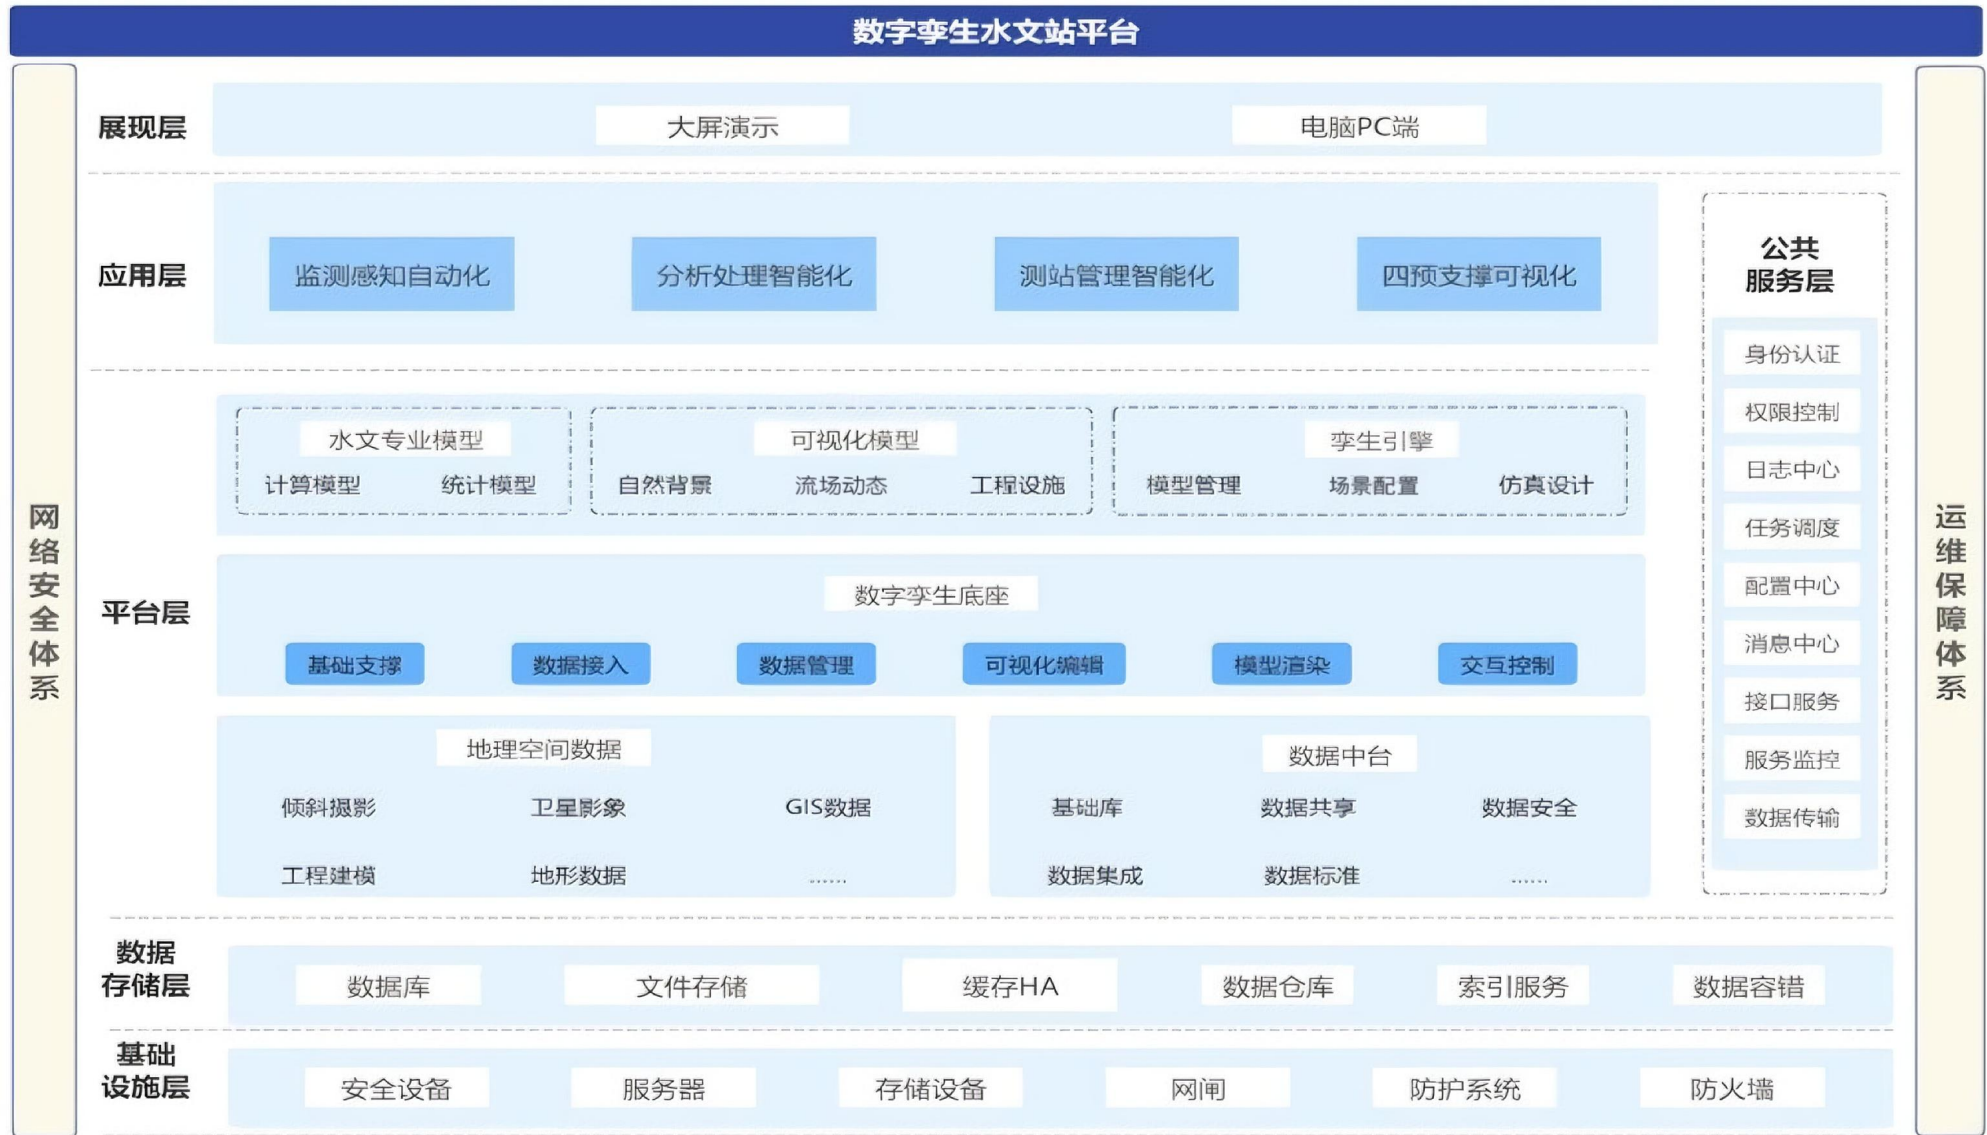 数字孪生水文站平台
网络安全体系
展现层
大屏演示
电脑PC端
应用层
监测感知自动化
分析处理智能化
测站管理智能化
四预支撑可视化
平台层
水文专业模型
计算模型
统计模型
可视化模型
自然背景
流场动态
工程设施
孪生引擎
模型管理
场景配置
仿真设计
数字孪生底座
基础支撑
数据接入
数据管理
可视化编辑
模型渲染
交互控制
地理空间数据
倾斜摄影
卫星影象
GIS数据
工程建模
地形数据
......
数据中台
基础库
数据共享
数据安全
数据集成
数据标准
......
公共
服务层
身份认证
权限控制
日志中心
任务调度
配置中心
消息中心
接口服务
服务监控
数据传输
数据
存储层
数据库
文件存储
缓存HA
数据仓库
索引服务
数据容错
基础
设施层
安全设备
服务器
存储设备
网闸
防护系统
防火墙
运维保障体系